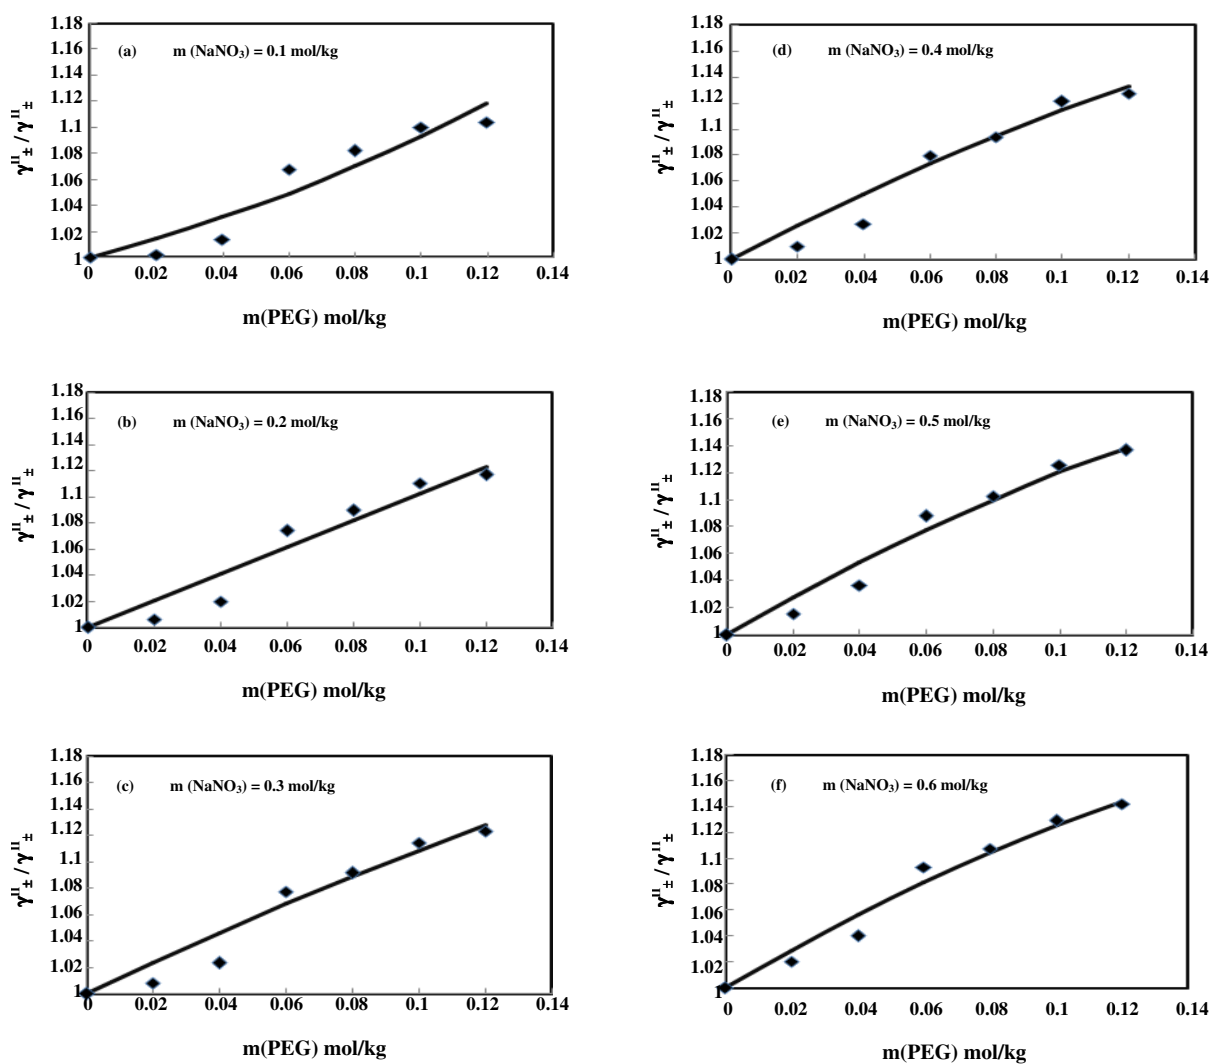 (a) m (NaNO₃) = 0.1 mol/kg
γ^II_± / γ^II_±
1.18
1.16
1.14
1.12
1.1
1.08
1.06
1.04
1.02
1
0 0.02 0.04 0.06 0.08 0.1 0.12 0.14
m(PEG) mol/kg
(d) m (NaNO₃) = 0.4 mol/kg
γ^II_± / γ^II_±
1.18
1.16
1.14
1.12
1.1
1.08
1.06
1.04
1.02
1
0 0.02 0.04 0.06 0.08 0.1 0.12 0.14
m(PEG) mol/kg
(b) m (NaNO₃) = 0.2 mol/kg
γ^II_± / γ^II_±
1.18
1.16
1.14
1.12
1.1
1.08
1.06
1.04
1.02
1
0 0.02 0.04 0.06 0.08 0.1 0.12 0.14
m(PEG) mol/kg
(e) m (NaNO₃) = 0.5 mol/kg
γ^II_± / γ^II_±
1.18
1.16
1.14
1.12
1.1
1.08
1.06
1.04
1.02
1
0 0.02 0.04 0.06 0.08 0.1 0.12 0.14
m(PEG) mol/kg
(c) m (NaNO₃) = 0.3 mol/kg
γ^II_± / γ^II_±
1.18
1.16
1.14
1.12
1.1
1.08
1.06
1.04
1.02
1
0 0.02 0.04 0.06 0.08 0.1 0.12 0.14
m(PEG) mol/kg
(f) m (NaNO₃) = 0.6 mol/kg
γ^II_± / γ^II_±
1.18
1.16
1.14
1.12
1.1
1.08
1.06
1.04
1.02
1
0 0.02 0.04 0.06 0.08 0.1 0.12 0.14
m(PEG) mol/kg